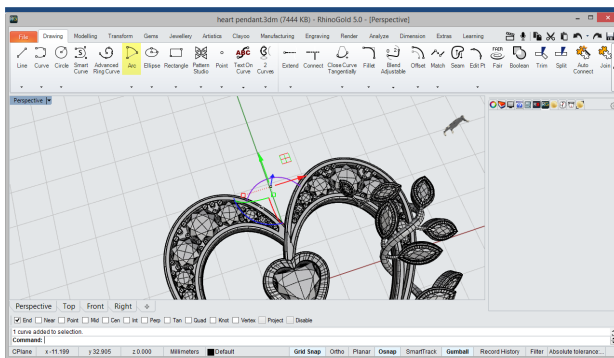 heart pendant.3dm (7444 KB) - RhinoGold 5.0 - [Perspective]
File Drawing Modelling Transform Gem Jewellery Artistics Clayoo Manufacturing Engraving Render Analyze Dimension Extras Learning
Line Curve Circle Smart Curve Advanced Ring Curve Arc Ellipse Rectangle Pattern Studio Point Text On Curve 2 Curves Extend Connect Close Curve Tangentially Fillet Blend Adjustable Offset Match Seam Edit Pt Fair Boolean Trim Split Auto Connect Join
Perspective
Perspective Top Front Right
End Near Point Mid Cen Int Perp Tan Quad Knot Vertex Project Disable
1 curve added to selection.
Command:
CPlane x -11.199 y 32.905 z 0.000 Millimeters Default Grid Snap Ortho Planar Osnap SmartTrack Gumball Record History Filter Absolute tolerance: